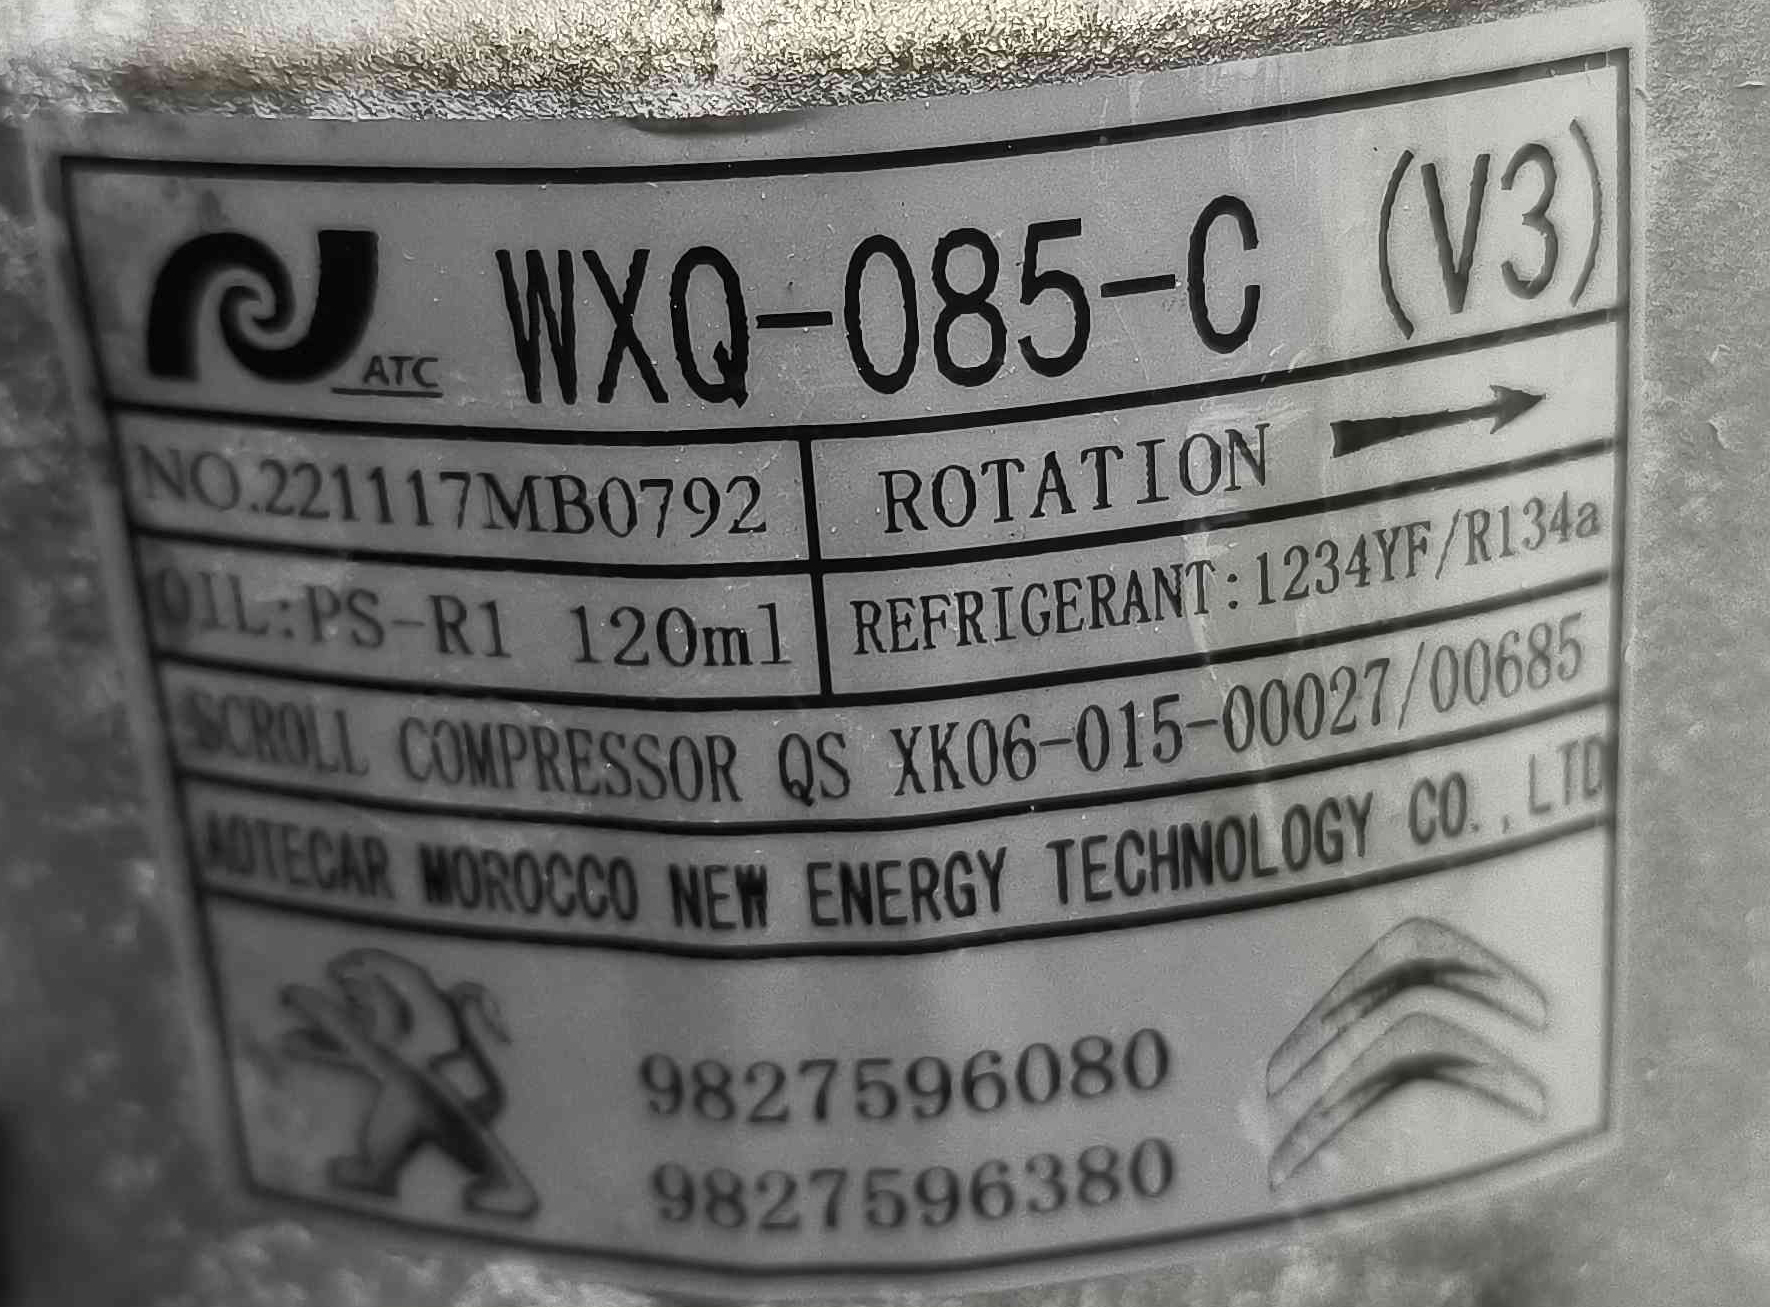 ATC WXQ-085-C (V3)
NO.221117MB0792 ROTATION
OIL:PS-R1 120ml REFRIGERANT:1234YF/R134a
SCROLL COMPRESSOR QS XK06-015-00027/00685
AOTECAR MOROCCO NEW ENERGY TECHNOLOGY CO.,LTD
9827596080
9827596380